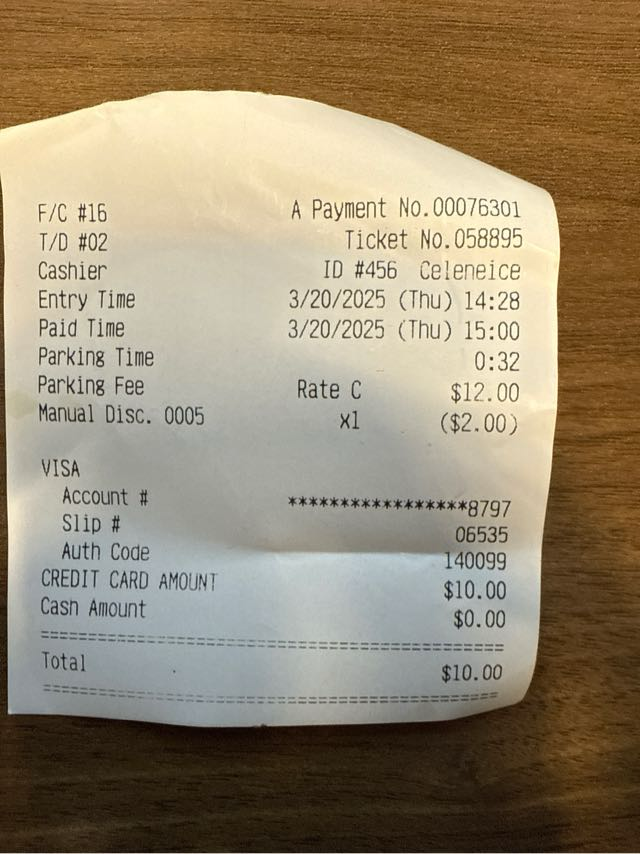 F/C #16 A Payment No.00076301
T/D #02 Ticket No.058895
Cashier ID #456 Celeneice
Entry Time 3/20/2025 (Thu) 14:28
Paid Time 3/20/2025 (Thu) 15:00
Parking Time 0:32
Parking Fee Rate C $12.00
Manual Disc. 0005 x1 ($2.00)
VISA
Account # *****************8797
Slip # 06535
Auth Code 140099
CREDIT CARD AMOUNT $10.00
Cash Amount $0.00
Total $10.00